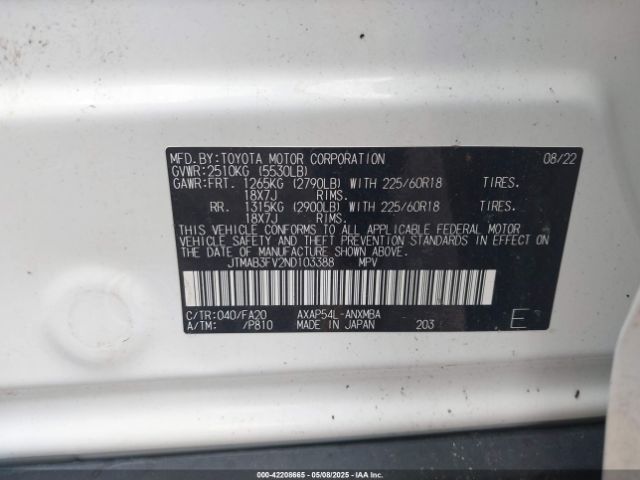 MFD. BY: TOYOTA MOTOR CORPORATION 08/22
GVWR: 2510KG (5530LB)
GAWR: FRT. 1265KG (2790LB) WITH 225/60R18 TIRES.
18X7J RIMS.
RR. 1315KG (2900LB) WITH 225/60R18 TIRES.
18X7J RIMS.
THIS VEHICLE CONFORMS TO ALL APPLICABLE FEDERAL MOTOR
VEHICLE SAFETY AND THEFT PREVENTION STANDARDS IN EFFECT ON
THE DATE OF MANUFACTURE SHOWN ABOVE.
JTMAB3FV2ND103388 MPV
C/TR: 040/FA20 AXAP54L-ANXMBA
A/TM: /P810 MADE IN JAPAN 203 E
000-42208665 - 05/08/2025 - IAAI, Inc.